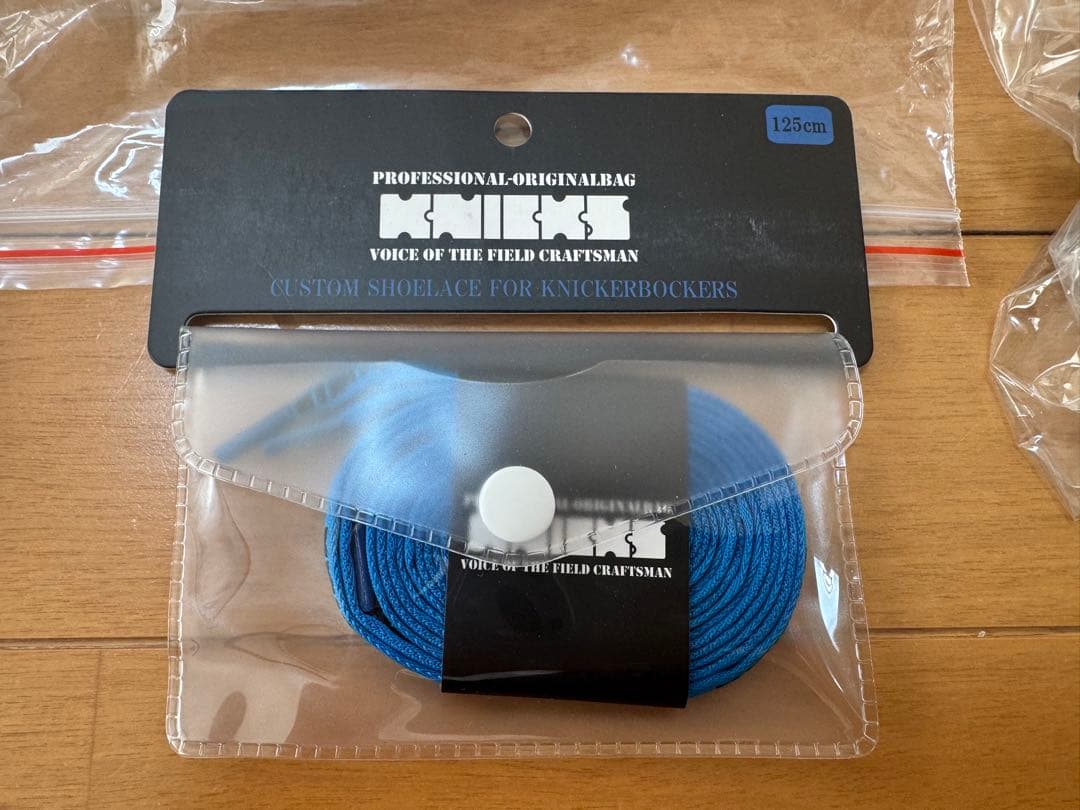 125cm
PROFESSIONAL-ORIGINALBAG
KNICKS
VOICE OF THE FIELD CRAFTSMAN
CUSTOM SHOELACE FOR KNICKERBOCKERS
VOICE OF THE FIELD CRAFTSMAN